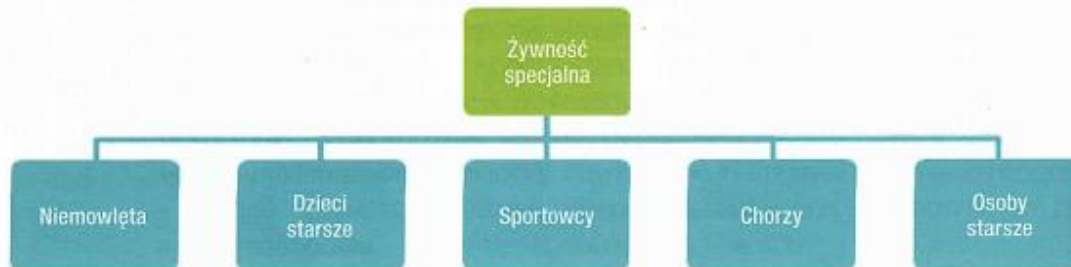 Żywność
specjalna
Niemowlęta
Dzieci
starsze
Sportowcy
Chorzy
Osoby
starsze